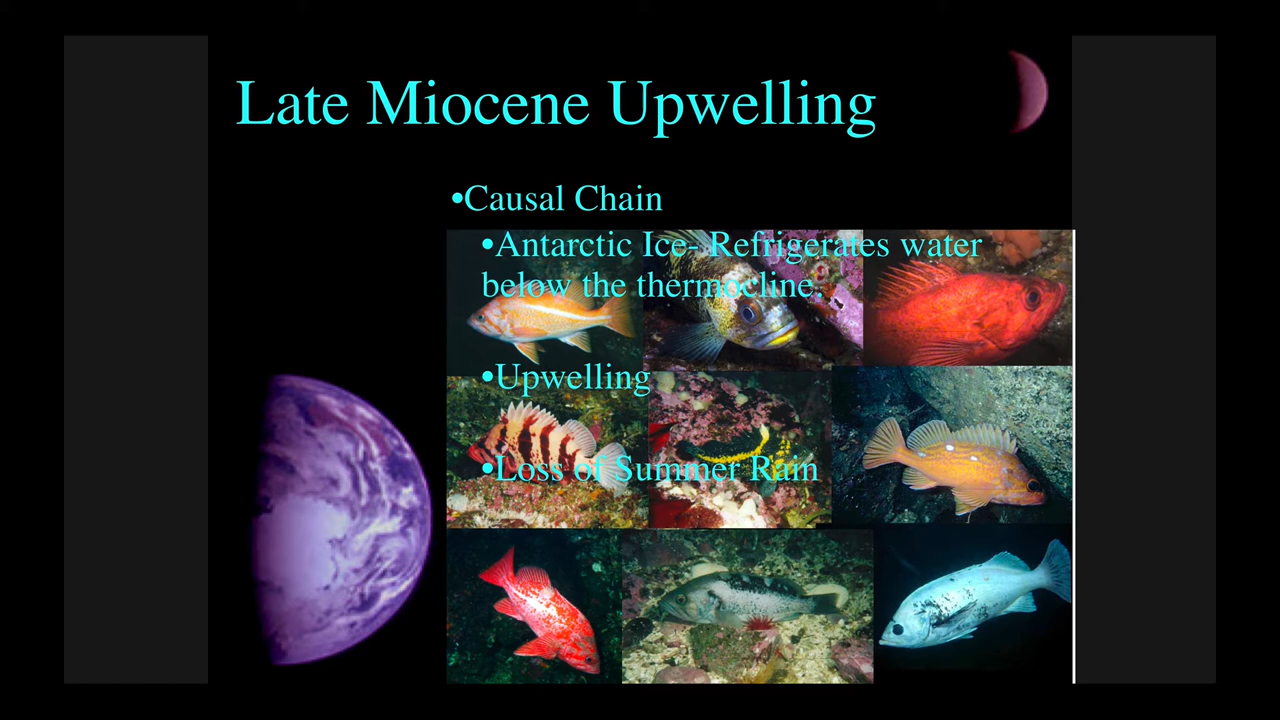 Late Miocene Upwelling
•Causal Chain
•Antarctic Ice- Refrigerates water
below the thermocline.
•Upwelling
•Loss of Summer Rain